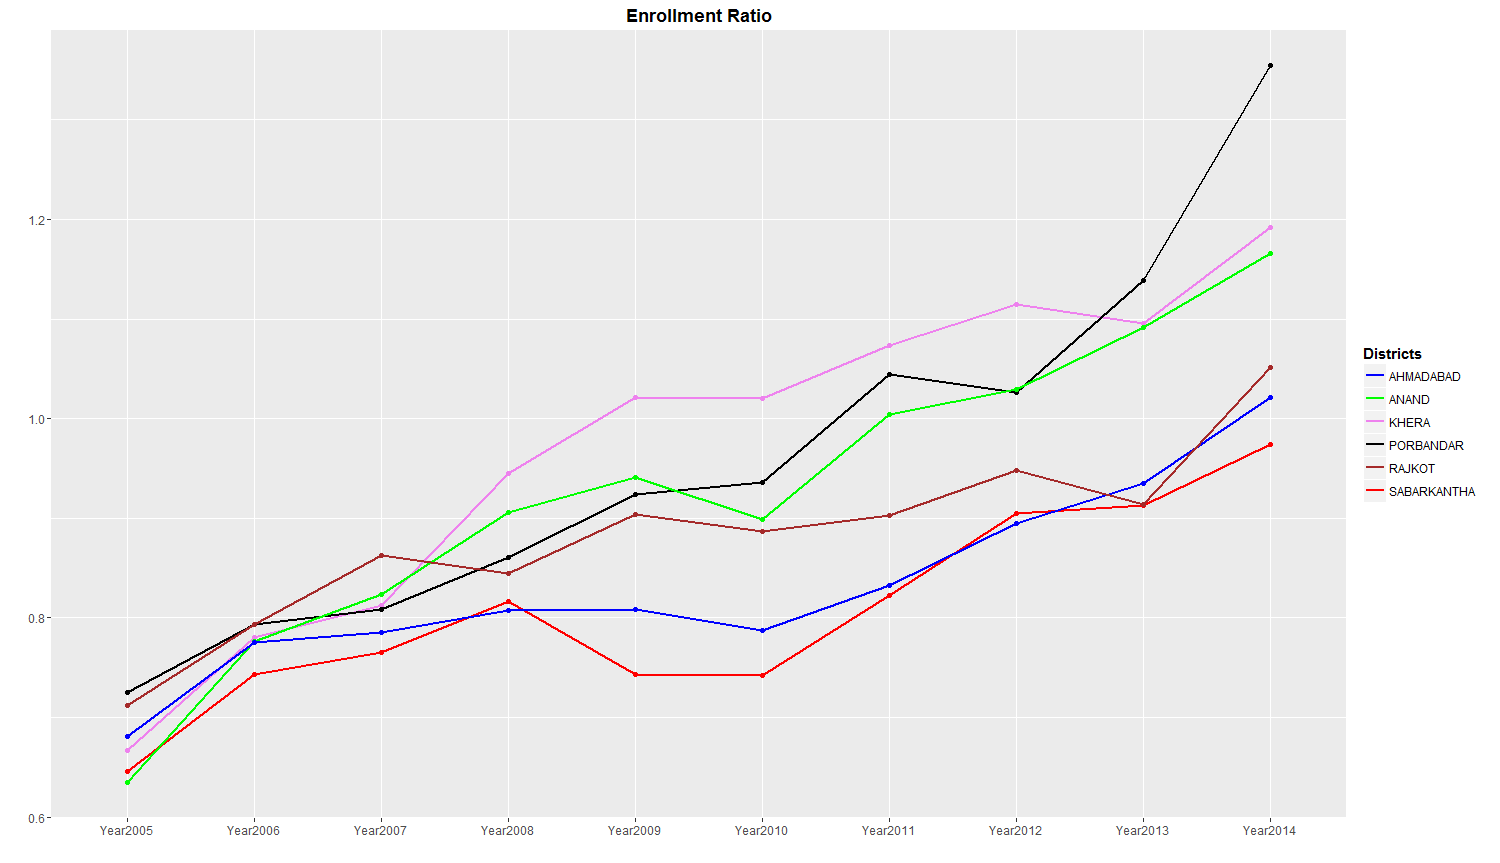 Enrollment Ratio
1.2
1.0
0.8
0.6
Year2005 Year2006 Year2007 Year2008 Year2009 Year2010 Year2011 Year2012 Year2013 Year2014
Districts
AHMADABAD
ANAND
KHERA
PORBANDAR
RAJKOT
SABARKANTHA